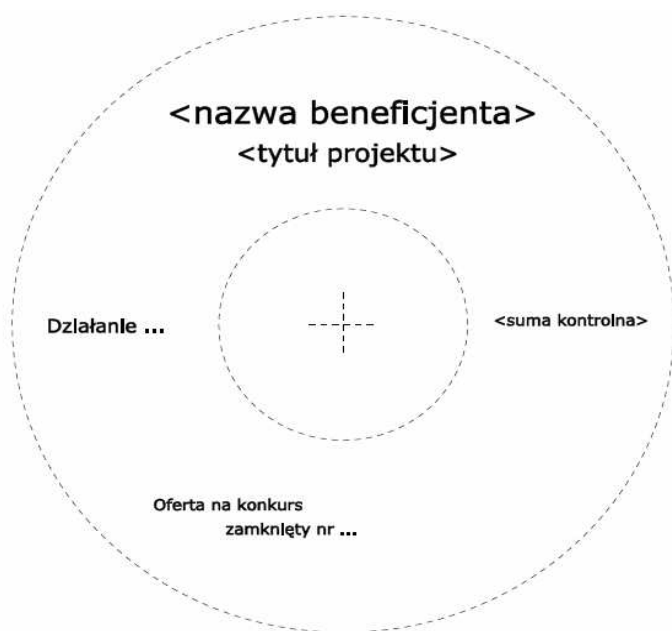 <nazwa beneficjenta>
<tytuł projektu>
Działanie ...
<suma kontrolna>
Oferta na konkurs
zamknięty nr ...